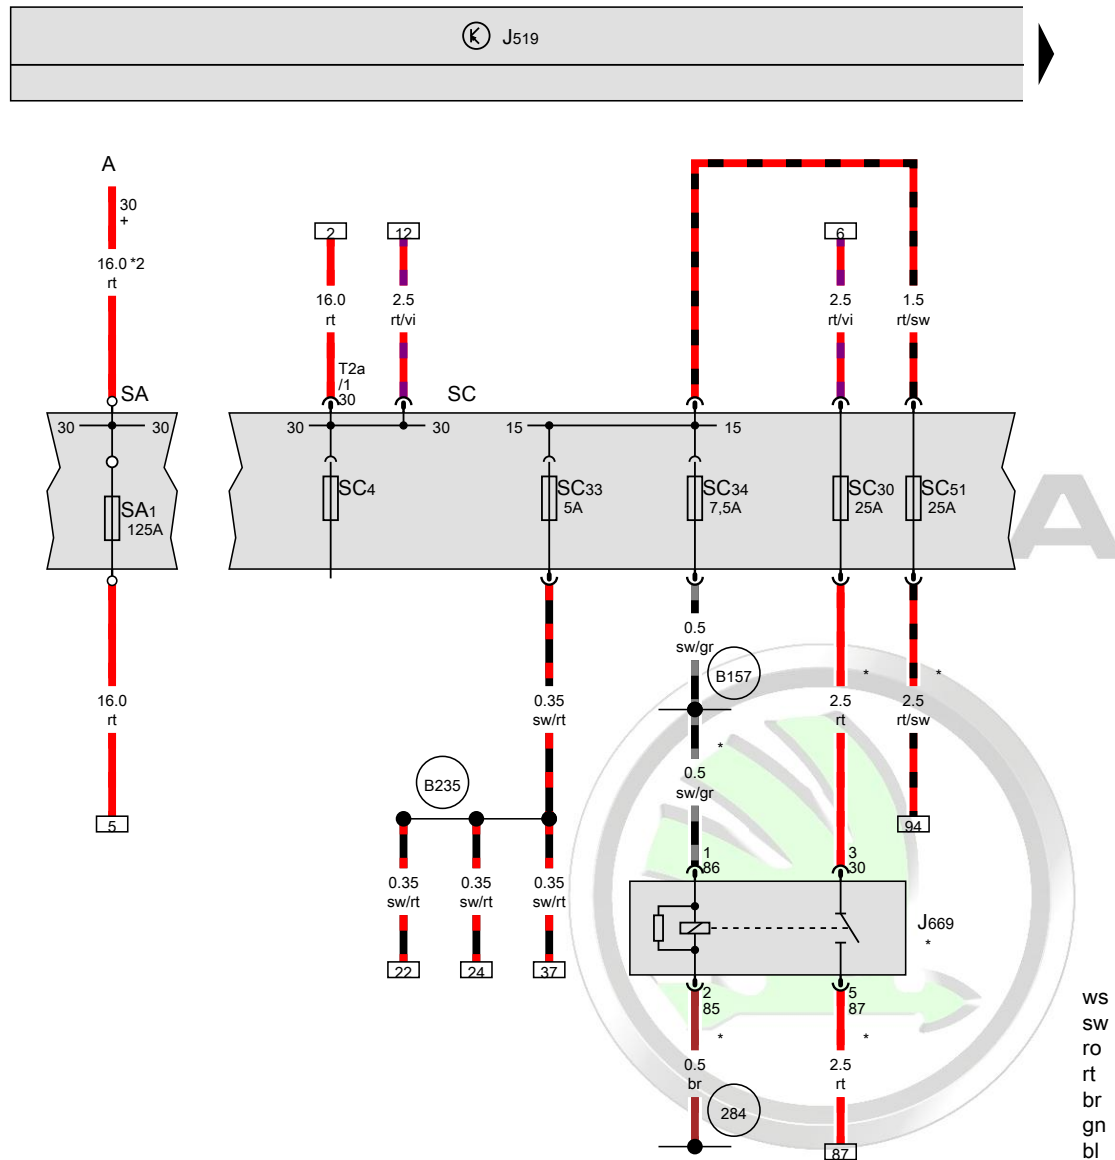 J519
A
30
+
16.0 *2
rt
2
12
6
16.0
rt
2.5
rt/vi
2.5
rt/vi
1.5
rt/sw
T2a
/1
30
SA
SC
30
30
30
30
15
15
SA1
125A
SC4
SC33
5A
SC34
7,5A
SC30
25A
SC51
25A
A
0.5
sw/gr
B157
*
*
16.0
rt
0.35
sw/rt
2.5
rt
2.5
rt/sw
*
0.5
sw/gr
B235
5
94
1
86
3
30
0.35
sw/rt
0.35
sw/rt
0.35
sw/rt
J669
*
22
24
37
2
85
5
87
*
*
0.5
br
2.5
rt
284
87
ws
sw
ro
rt
br
gn
bl